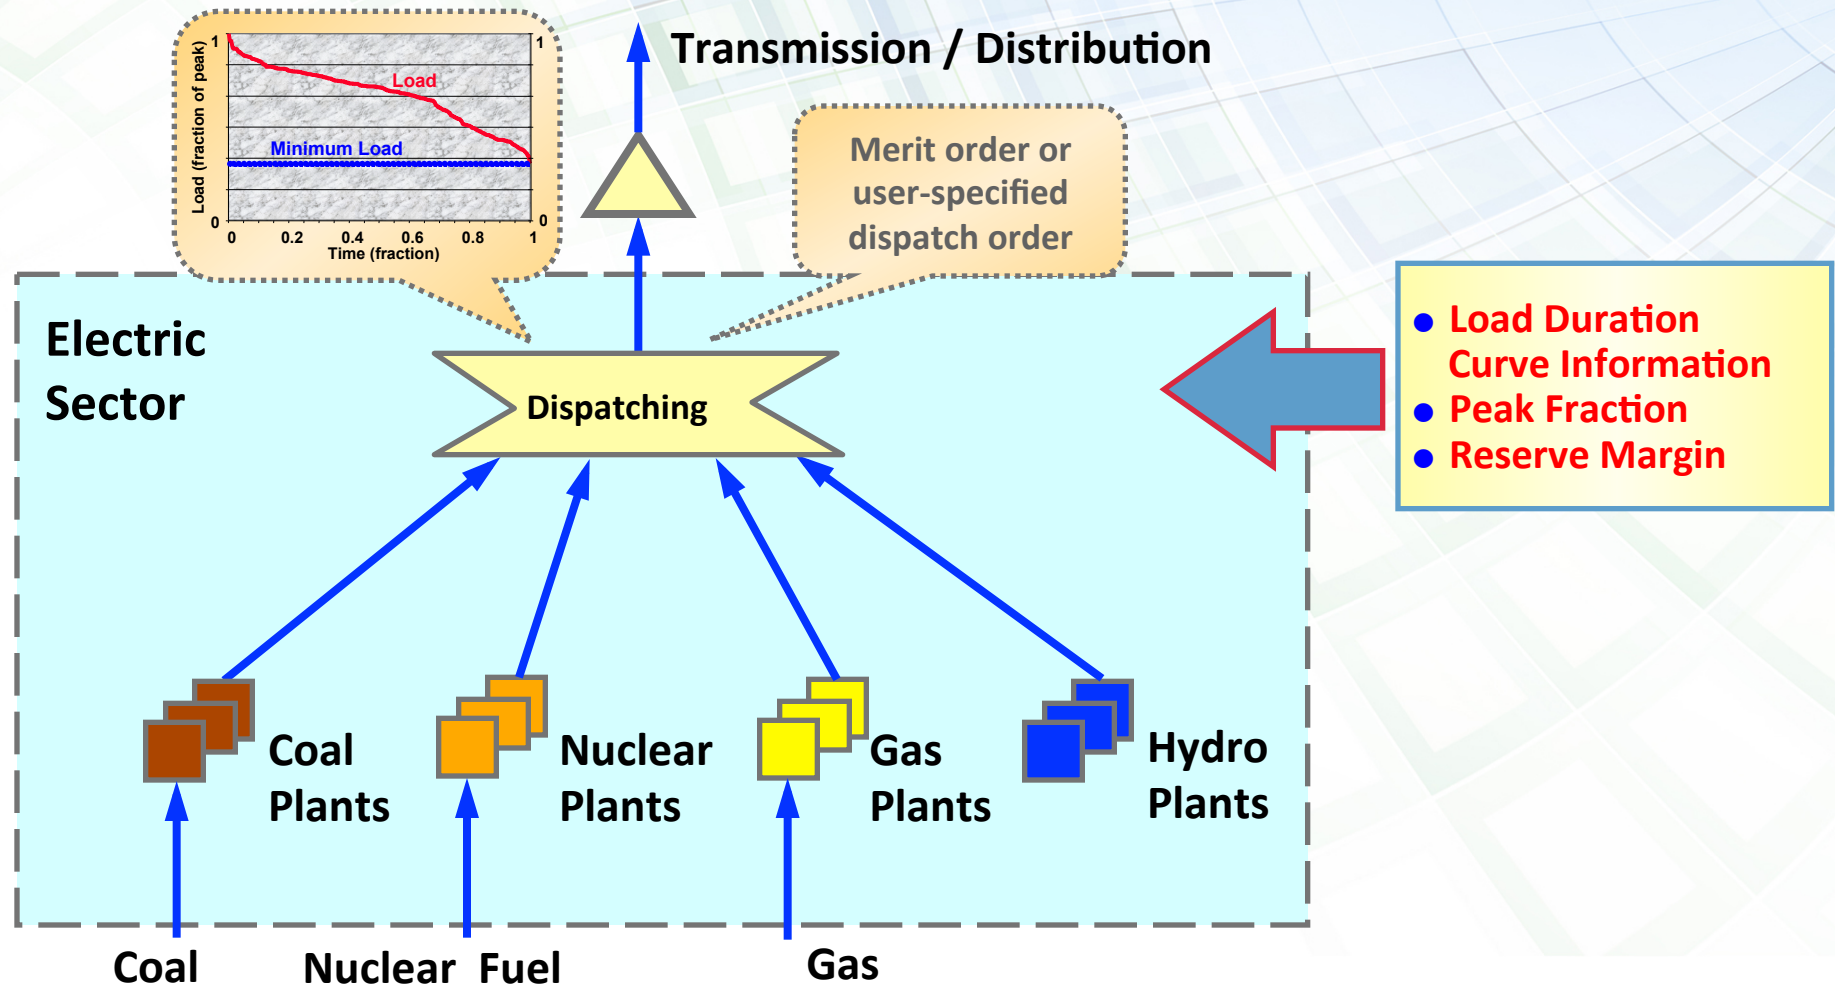 Transmission / Distribution
1
1
Load (fraction of peak)
Load
Minimum Load
0
0
0 0.2 0.4 0.6 0.8 1
Time (fraction)
Merit order or
user-specified
dispatch order
Electric
Sector
Dispatching
● Load Duration
Curve Information
● Peak Fraction
● Reserve Margin
Coal
Plants
Nuclear
Plants
Gas
Plants
Hydro
Plants
Coal
Nuclear Fuel
Gas